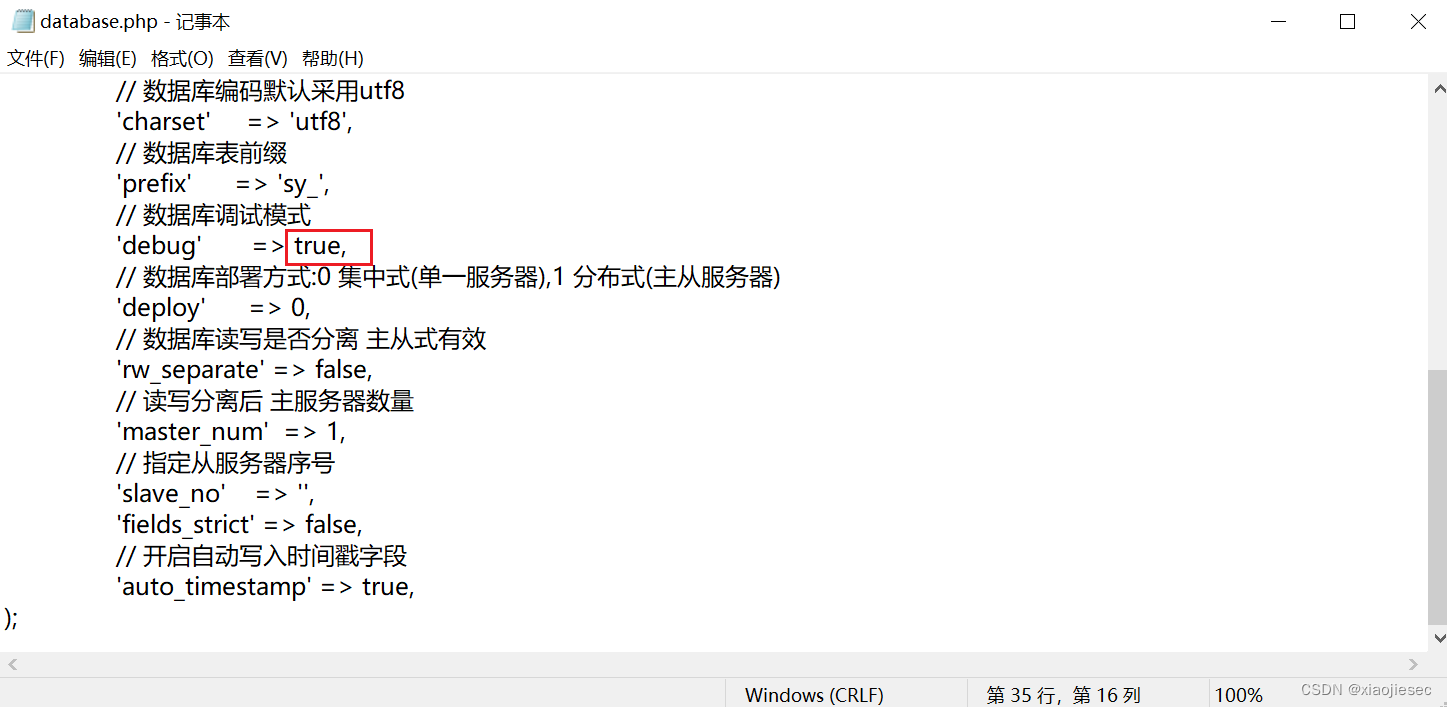 database.php - 记事本
文件(F) 编辑(E) 格式(O) 查看(V) 帮助(H)
// 数据库编码默认采用utf8
'charset' => 'utf8',
// 数据库表前缀
'prefix' => 'sy_',
// 数据库调试模式
'debug' => true,
// 数据库部署方式:0 集中式(单一服务器),1 分布式(主从服务器)
'deploy' => 0,
// 数据库读写是否分离 主从式有效
'rw_separate' => false,
// 读写分离后 主服务器数量
'master_num' => 1,
// 指定从服务器序号
'slave_no' => '',
'fields_strict' => false,
// 开启自动写入时间戳字段
'auto_timestamp' => true,
);
Windows (CRLF) 第 35 行，第 16 列 100%
CSDN @xiaojiesec